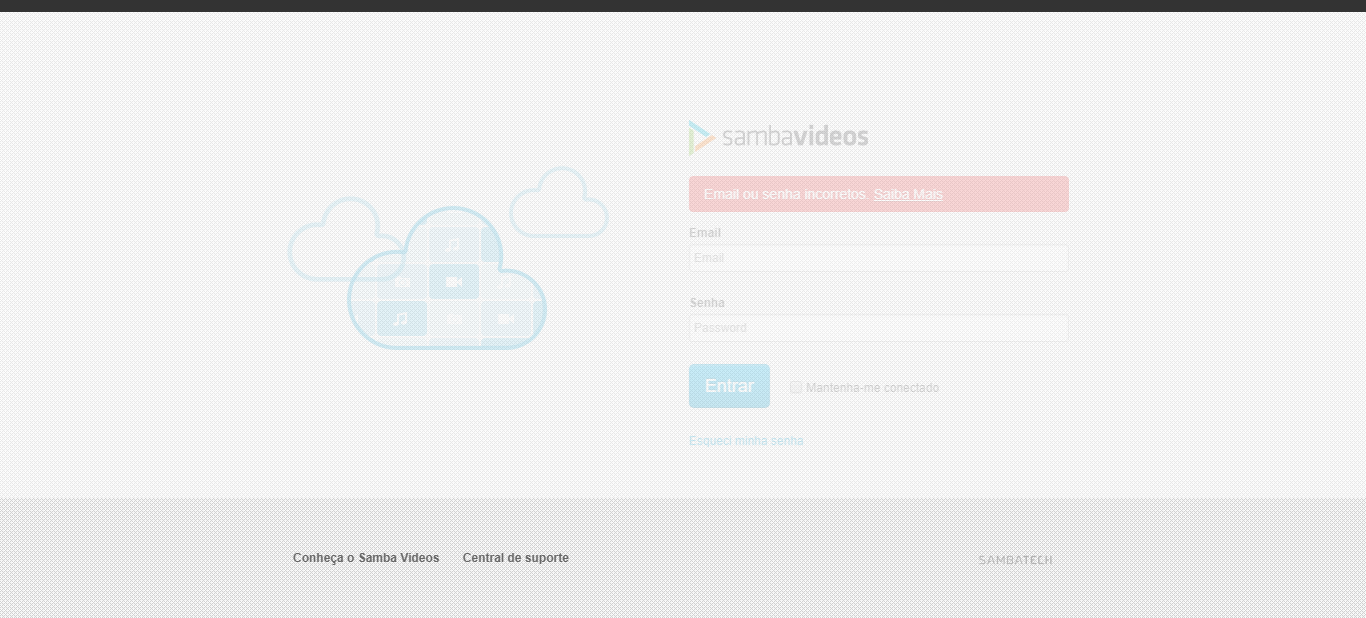 sambavideos
Email ou senha incorretos. Saiba Mais
Email
Email
Senha
Password
Entrar
Mantenha-me conectado
Esqueci minha senha
Conheça o Samba Videos
Central de suporte
SAMBATECH